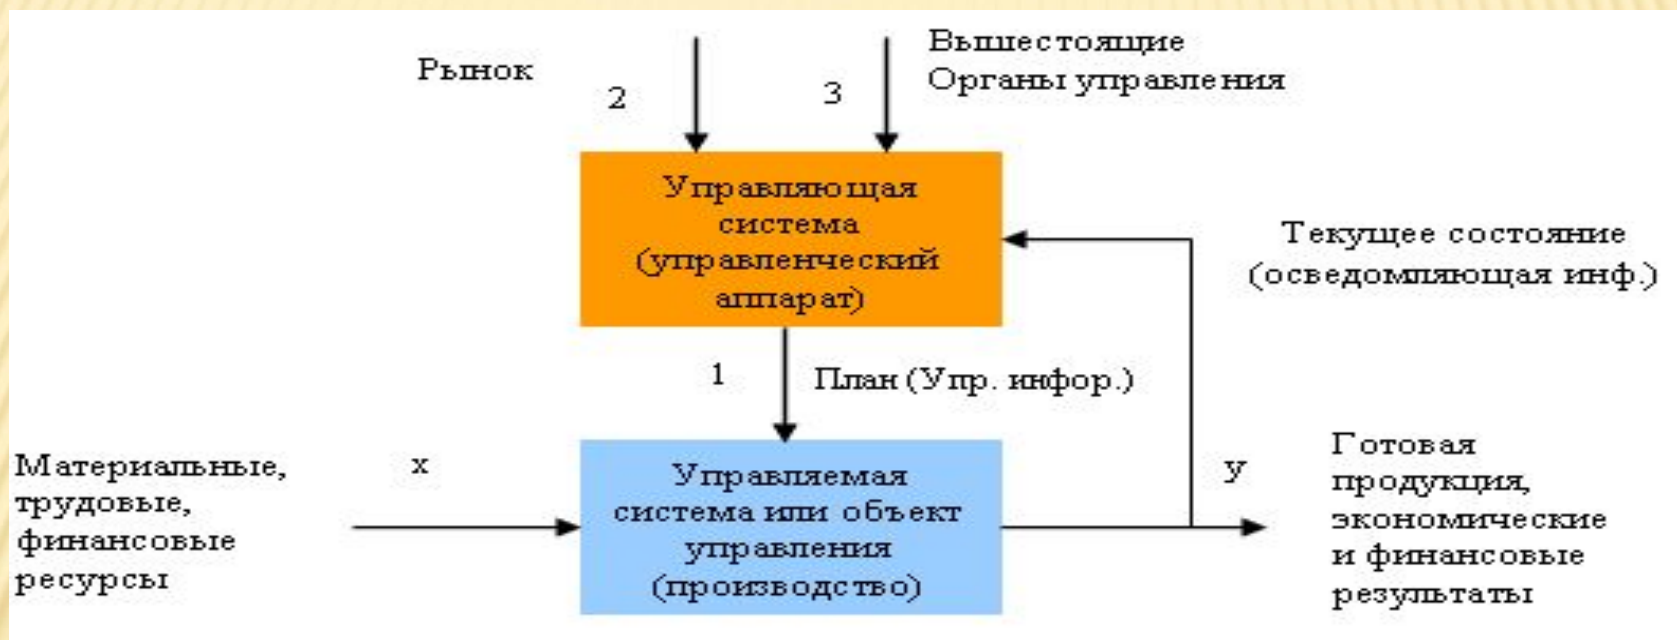 Рынок
2
3
Вышестоящие
Органы управления
Управляющая
система
(управленческий
аппарат)
Текущее состояние
(осведомляющая инф.)
1
План (Упр. инфор.)
Материальные,
трудовые,
финансовые
ресурсы
x
Управляемая
система или объект
управления
(производство)
y
Готовая
продукция,
экономические
и финансовые
результаты